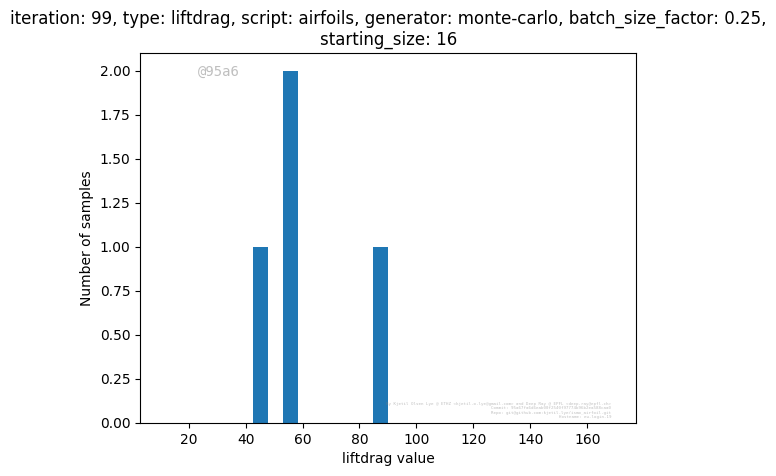 iteration: 99, type: liftdrag, script: airfoils, generator: monte-carlo, batch_size_factor: 0.25,
starting_size: 16
@95a6
2.00
1.75
1.50
1.25
1.00
0.75
0.50
0.25
0.00
Number of samples
20 40 60 80 100 120 140 160
liftdrag value